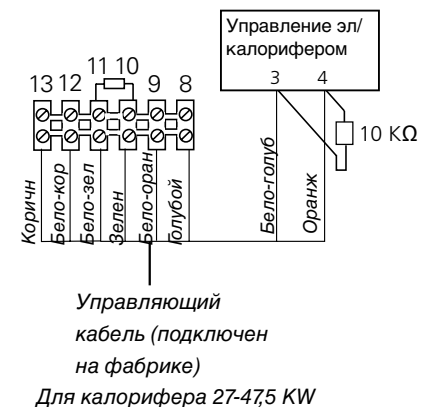 Управление эл/
калорифером
3 4
13 12 11 10 9 8
10 KΩ
Коричн
Бело-кор
Бело-зел
Зелен
Бело-оран
Голубой
Бело-голуб
Оранж
Управляющий
кабель (подключен
на фабрике)
Для калорифера 27-47,5 KW